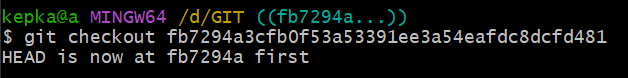 kepka@a MINGW64 /d/GIT ((fb7294a...))
$ git checkout fb7294a3cfb0f53a53391ee3a54eafdc8dcfd481
HEAD is now at fb7294a first